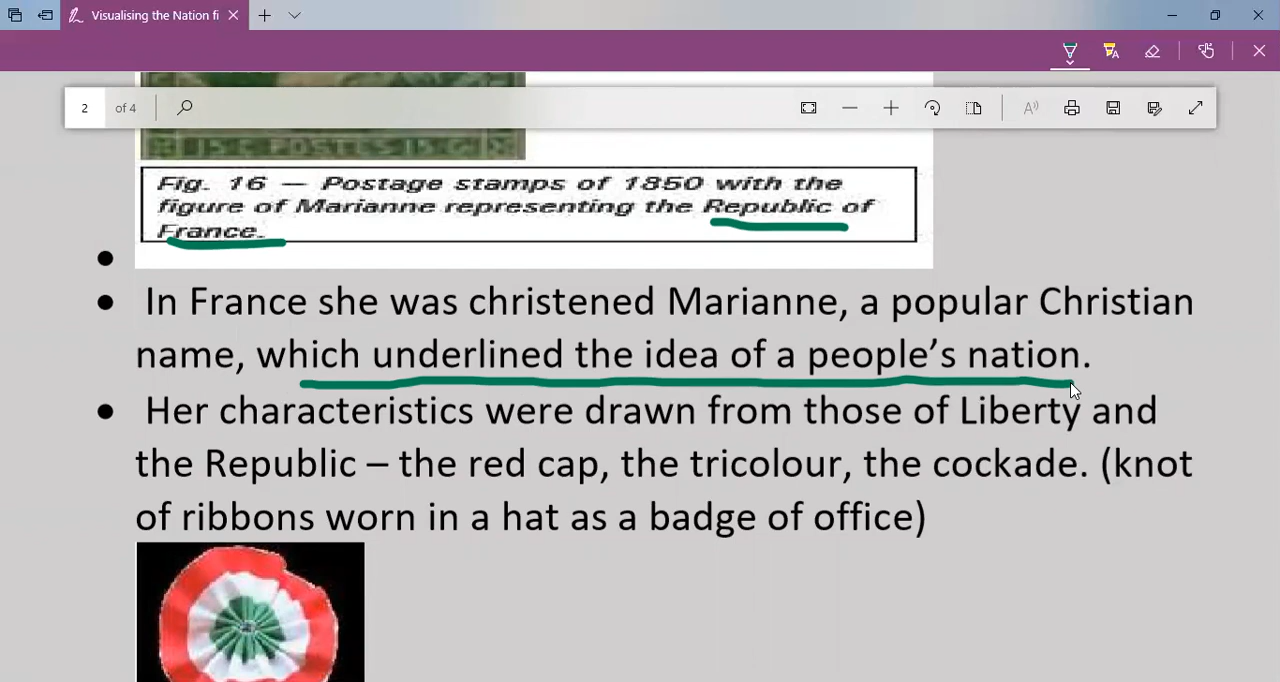 Visualising the Nation fi
2 of 4
15 C POSTES 15 C
Fig. 16 — Postage stamps of 1850 with the
figure of Marianne representing the Republic of
France.
In France she was christened Marianne, a popular Christian
name, which underlined the idea of a people’s nation.
Her characteristics were drawn from those of Liberty and
the Republic – the red cap, the tricolour, the cockade. (knot
of ribbons worn in a hat as a badge of office)